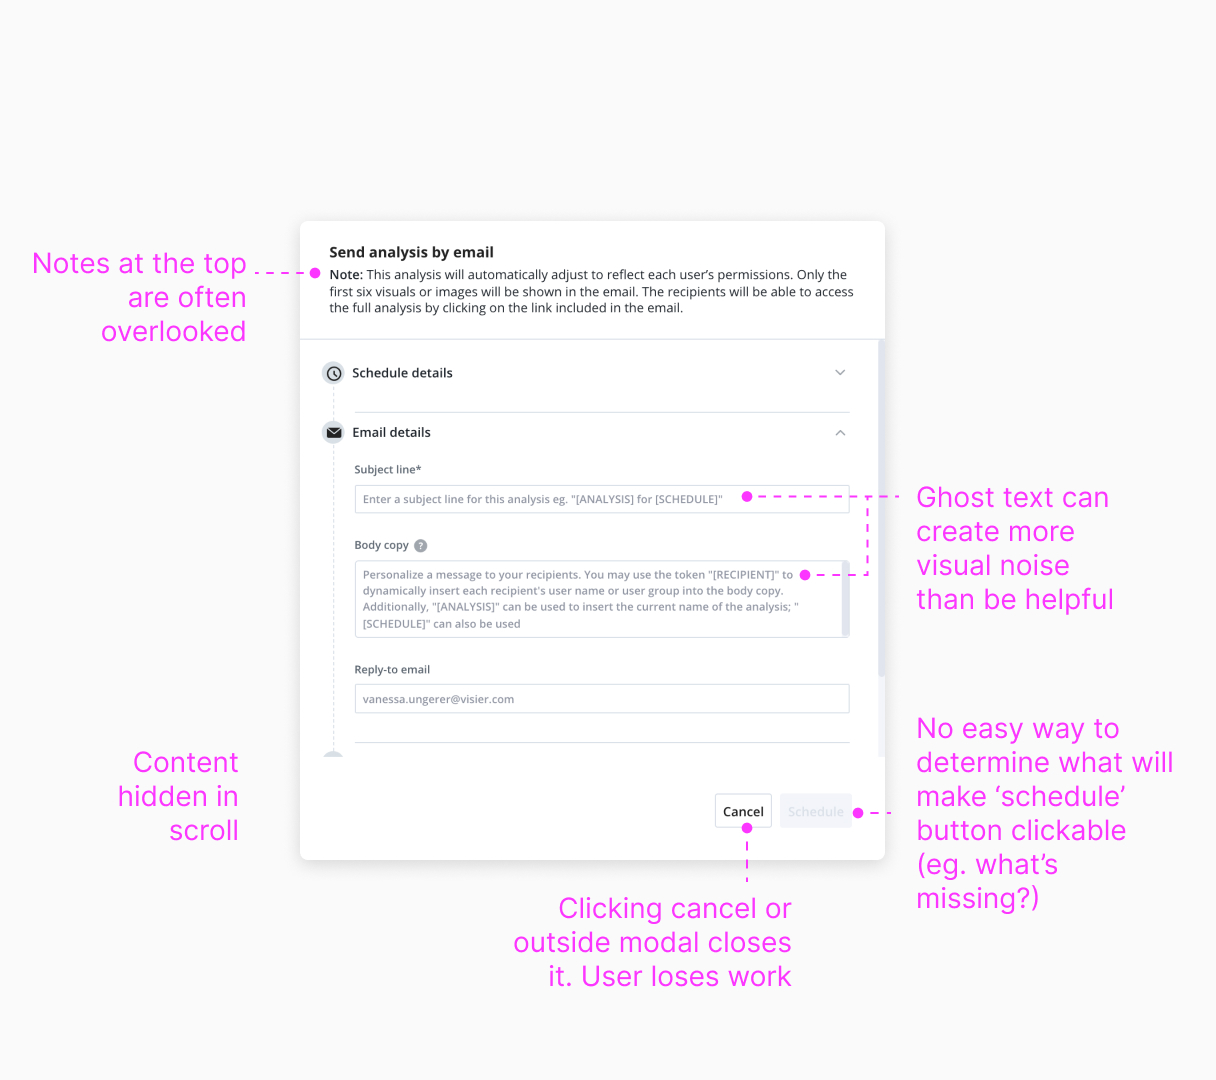 Notes at the top
are often
overlooked
Send analysis by email
Note: This analysis will automatically adjust to reflect each user’s permissions. Only the
first six visuals or images will be shown in the email. The recipients will be able to access
the full analysis by clicking on the link included in the email.
Schedule details
Email details
Subject line*
Enter a subject line for this analysis eg. "[ANALYSIS] for [SCHEDULE]"
Body copy ?
Personalize a message to your recipients. You may use the token "[RECIPIENT]" to
dynamically insert each recipient's user name or user group into the body copy.
Additionally, "[ANALYSIS]" can be used to insert the current name of the analysis; "
[SCHEDULE]" can also be used
Ghost text can
create more
visual noise
than be helpful
Reply-to email
vanessa.ungerer@visier.com
Content
hidden in
scroll
Cancel
Schedule
No easy way to
determine what will
make ‘schedule’
button clickable
(eg. what’s
missing?)
Clicking cancel or
outside modal closes
it. User loses work